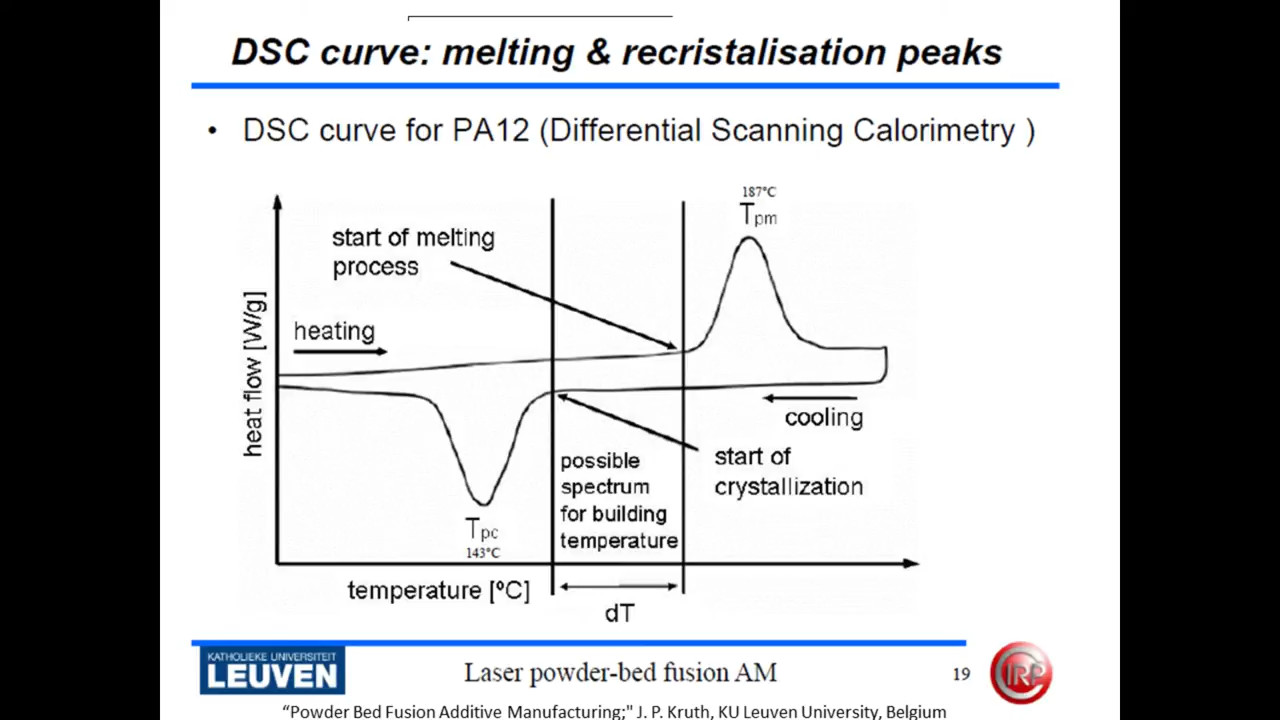 DSC curve: melting & recristalisation peaks
• DSC curve for PA12 (Differential Scanning Calorimetry )
187°C
Tpm
start of melting
process
heating
heat flow [W/g]
cooling
start of
crystallization
possible
spectrum
for building
temperature
Tpc
143°C
temperature [ºC]
dT
KATHOLIEKE UNIVERSITEIT
LEUVEN
Laser powder-bed fusion AM
19
CIRP
“Powder Bed Fusion Additive Manufacturing;" J. P. Kruth, KU Leuven University, Belgium